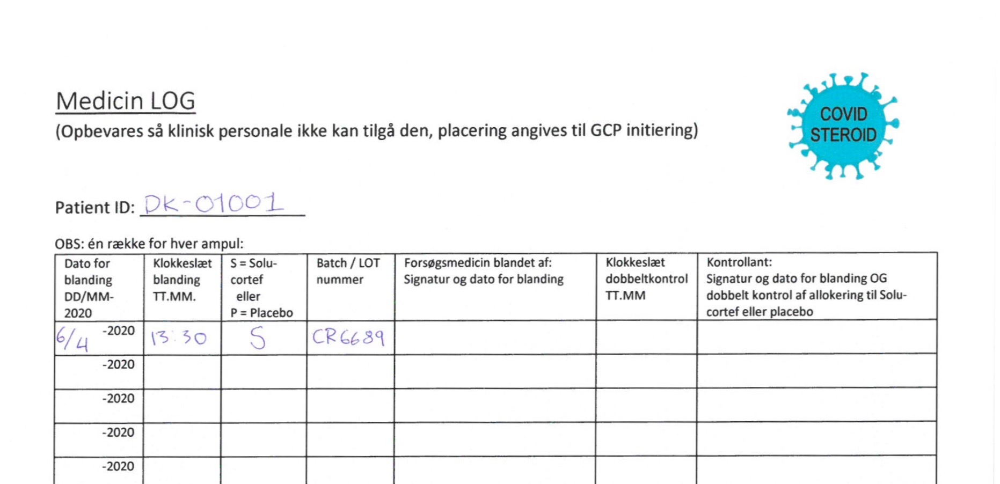 Medicin LOG
(Opbevares så klinisk personale ikke kan tilgå den, placering angives til GCP initiering)
COVID
STEROID
Patient ID: DK-01001
OBS: én række for hver ampul:
Dato for
blanding
DD/MM-
2020
Klokkeslæt
blanding
TT.MM.
S = Solu-
cortef
eller
P = Placebo
Batch / LOT
nummer
Forsøgsmedicin blandet af:
Signatur og dato for blanding
Klokkeslæt
dobbeltkontrol
TT.MM
Kontrollant:
Signatur og dato for blanding OG
dobbelt kontrol af allokering til Solu-
cortef eller placebo
6/4 -2020 13:30 S CR6689
-2020
-2020
-2020
-2020